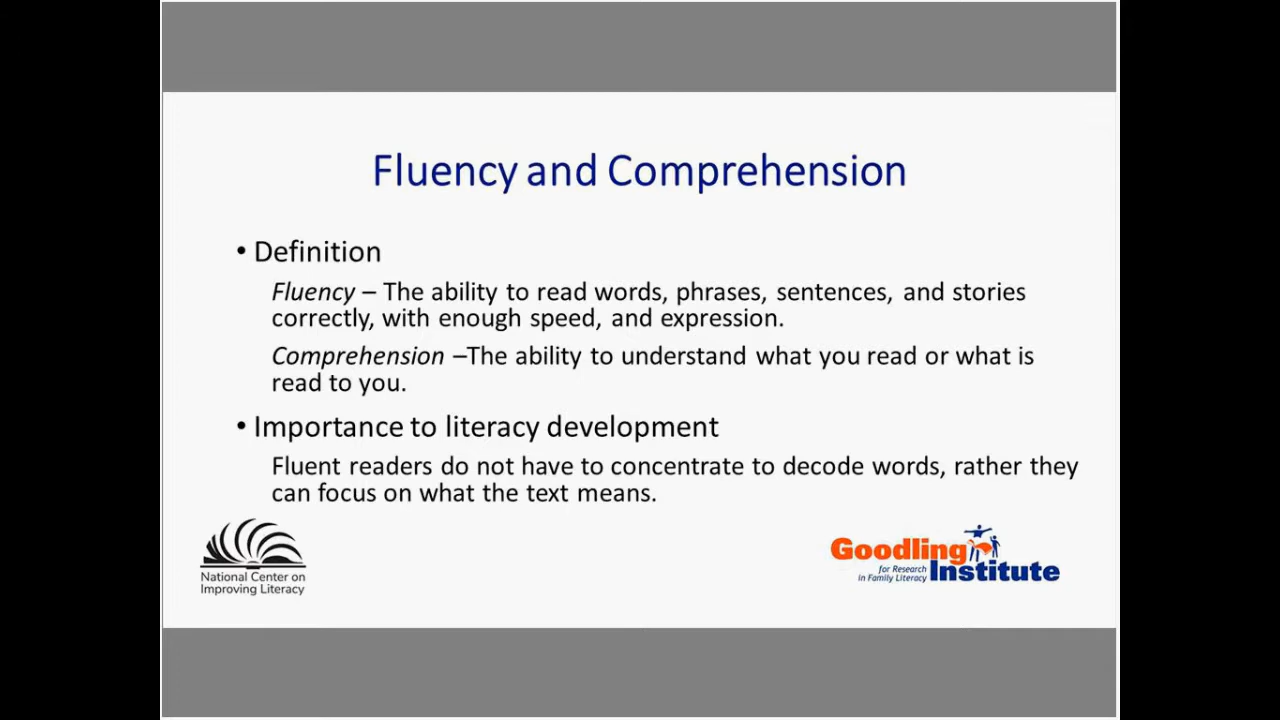 Fluency and Comprehension
• Definition
Fluency – The ability to read words, phrases, sentences, and stories
correctly, with enough speed, and expression.
Comprehension –The ability to understand what you read or what is
read to you.
• Importance to literacy development
Fluent readers do not have to concentrate to decode words, rather they
can focus on what the text means.
National Center on
Improving Literacy
Goodling
for Research
in Family Literacy
Institute